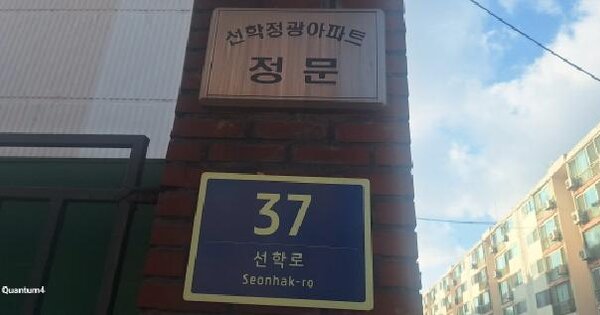 선학정광아파트
정문
37
선학로
Seonhak-ro
Quantum4